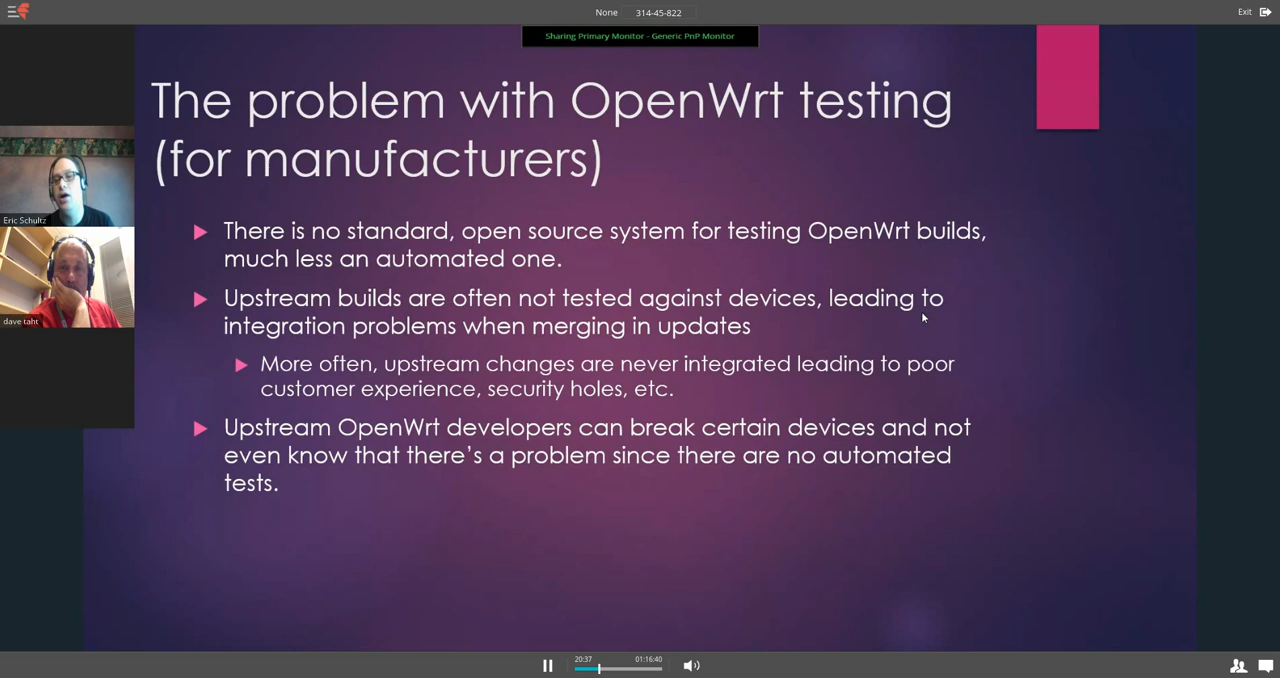 None 314-45-822 Exit
Sharing Primary Monitor - Generic PnP Monitor
The problem with OpenWrt testing
(for manufacturers)
There is no standard, open source system for testing OpenWrt builds,
much less an automated one.
Upstream builds are often not tested against devices, leading to
integration problems when merging in updates
More often, upstream changes are never integrated leading to poor
customer experience, security holes, etc.
Upstream OpenWrt developers can break certain devices and not
even know that there's a problem since there are no automated
tests.
Eric Schultz
dave taht
20:37 01:16:40